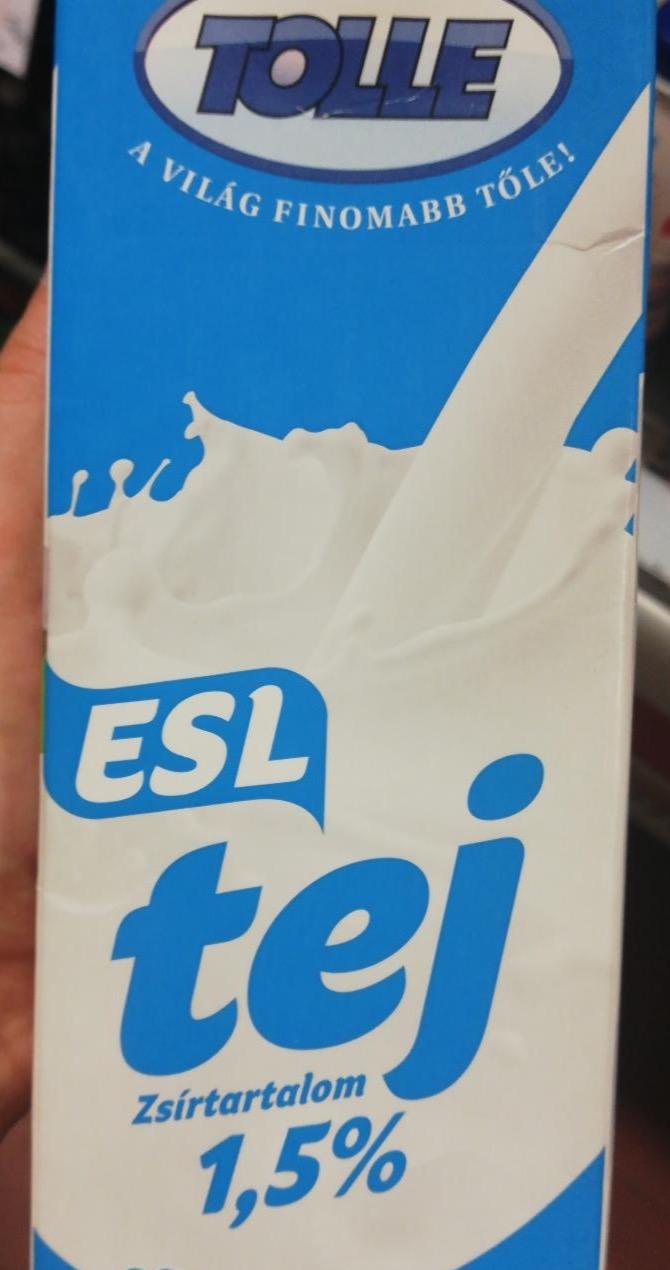 TOLLE
A VILÁG FINOMABB TŐLE!
ESL
tej
Zsírtartalom
1,5%